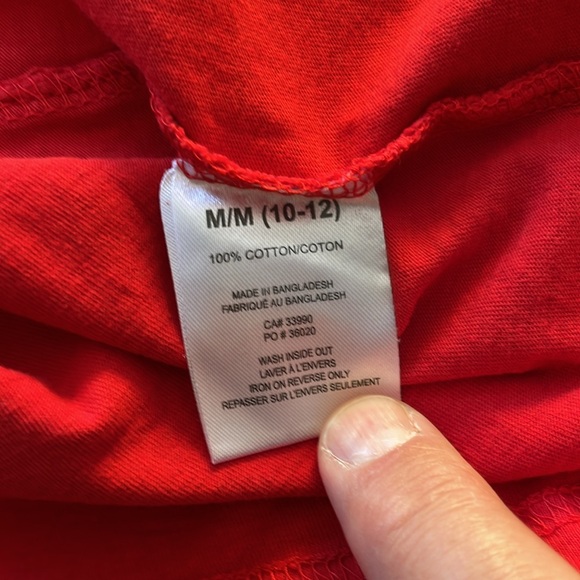 M/M (10-12)
100% COTTON/COTON
MADE IN BANGLADESH
FABRIQUÉ AU BANGLADESH
CA# 33990
PO # 36020
WASH INSIDE OUT
LAVER À L'ENVERS
IRON ON REVERSE ONLY
REPASSER SUR L'ENVERS SEULEMENT